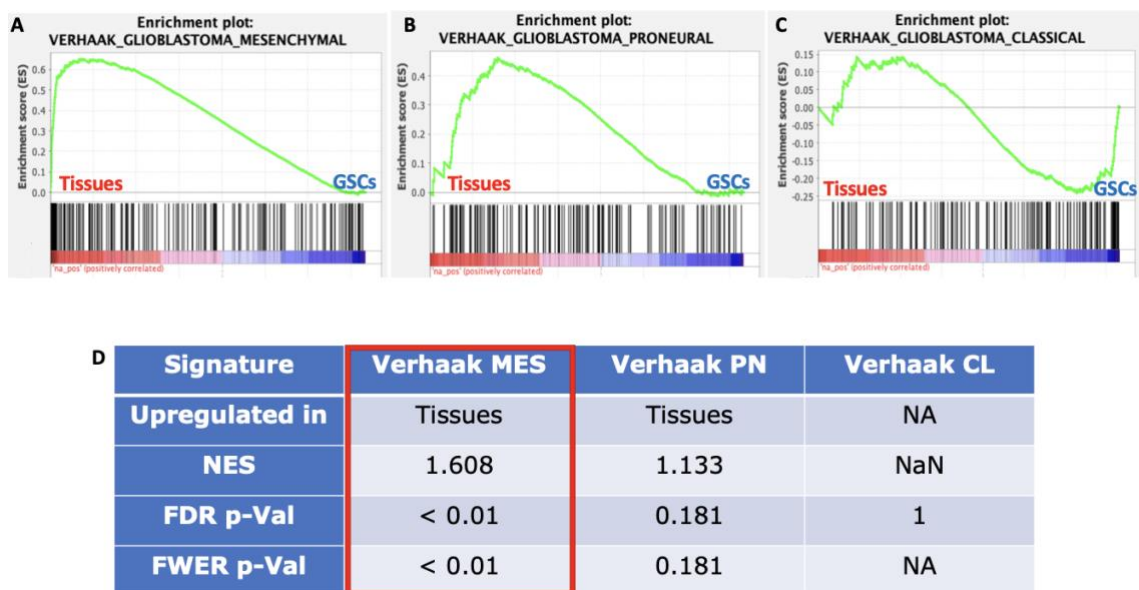 A
Enrichment plot:
VERHAAK_GLIOBLASTOMA_MESENCHYMAL
Enrichment score (ES)
0.6
0.5
0.4
0.3
0.2
0.1
0.0
Tissues
GSCs
'na_pos' (positively correlated)
B
Enrichment plot:
VERHAAK_GLIOBLASTOMA_PRONEURAL
Enrichment score (ES)
0.4
0.3
0.2
0.1
0.0
Tissues
GSCs
'na_pos' (positively correlated)
C
Enrichment plot:
VERHAAK_GLIOBLASTOMA_CLASSICAL
Enrichment score (ES)
0.15
0.10
0.05
0.00
-0.05
-0.10
-0.15
-0.20
-0.25
Tissues
GSCs
'na_pos' (positively correlated)
D
Signature Verhaak MES Verhaak PN Verhaak CL
Upregulated in Tissues Tissues NA
NES 1.608 1.133 NaN
FDR p-Val < 0.01 0.181 1
FWER p-Val < 0.01 0.181 NA